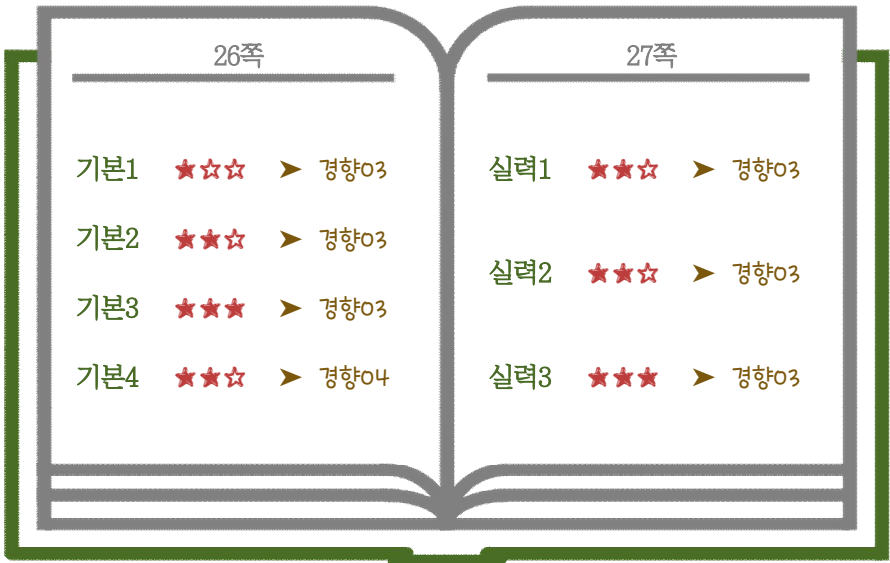 26쪽
기본1 ★☆☆ ➤ 경향03
기본2 ★★☆ ➤ 경향03
기본3 ★★★ ➤ 경향03
기본4 ★★☆ ➤ 경향04
27쪽
실력1 ★★☆ ➤ 경향03
실력2 ★★☆ ➤ 경향03
실력3 ★★★ ➤ 경향03